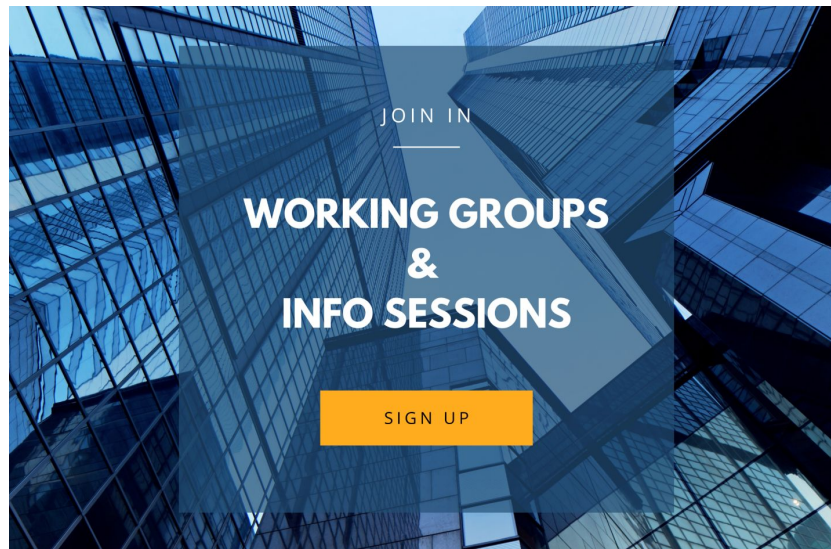 JOIN IN
WORKING GROUPS
&
INFO SESSIONS
SIGN UP